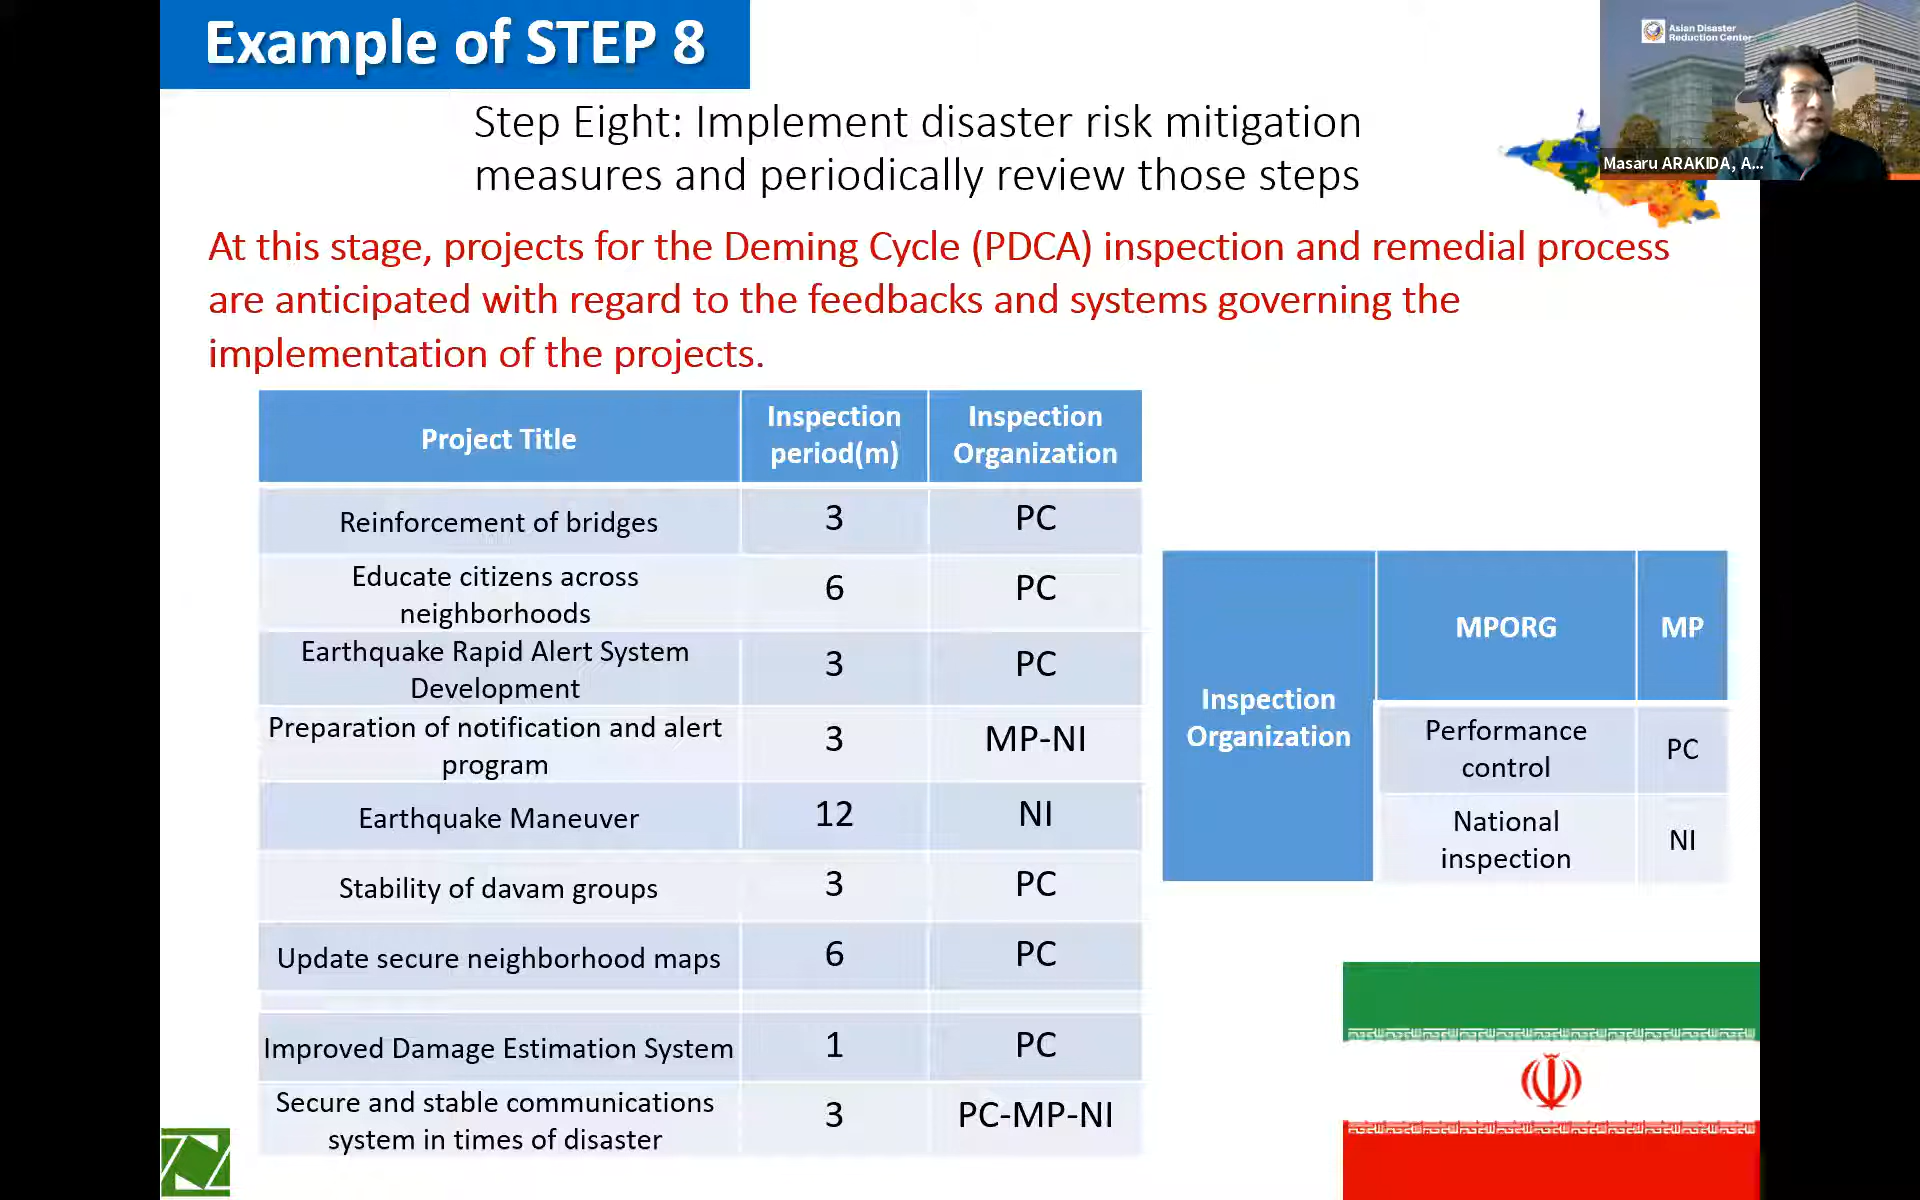 Example of STEP 8
Asian Disaster
Reduction Center
Masaru ARAKIDA, A...
Step Eight: Implement disaster risk mitigation
measures and periodically review those steps
At this stage, projects for the Deming Cycle (PDCA) inspection and remedial process
are anticipated with regard to the feedbacks and systems governing the
implementation of the projects.
Project Title
Inspection
period(m)
Inspection
Organization
Reinforcement of bridges
3
PC
Educate citizens across
neighborhoods
6
PC
Earthquake Rapid Alert System
Development
3
PC
Preparation of notification and alert
program
3
MP-NI
Earthquake Maneuver
12
NI
Stability of davam groups
3
PC
Update secure neighborhood maps
6
PC
Improved Damage Estimation System
1
PC
Secure and stable communications
system in times of disaster
3
PC-MP-NI
Inspection
Organization
MPORG
MP
Performance
control
PC
National
inspection
NI